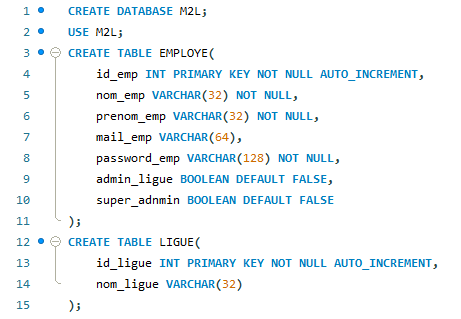 1 CREATE DATABASE M2L;
2 USE M2L;
3 CREATE TABLE EMPLOYE(
4 id_emp INT PRIMARY KEY NOT NULL AUTO_INCREMENT,
5 nom_emp VARCHAR(32) NOT NULL,
6 prenom_emp VARCHAR(32) NOT NULL,
7 mail_emp VARCHAR(64),
8 password_emp VARCHAR(128) NOT NULL,
9 admin_ligue BOOLEAN DEFAULT FALSE,
10 super_adnmin BOOLEAN DEFAULT FALSE
11 );
12 CREATE TABLE LIGUE(
13 id_ligue INT PRIMARY KEY NOT NULL AUTO_INCREMENT,
14 nom_ligue VARCHAR(32)
15 );